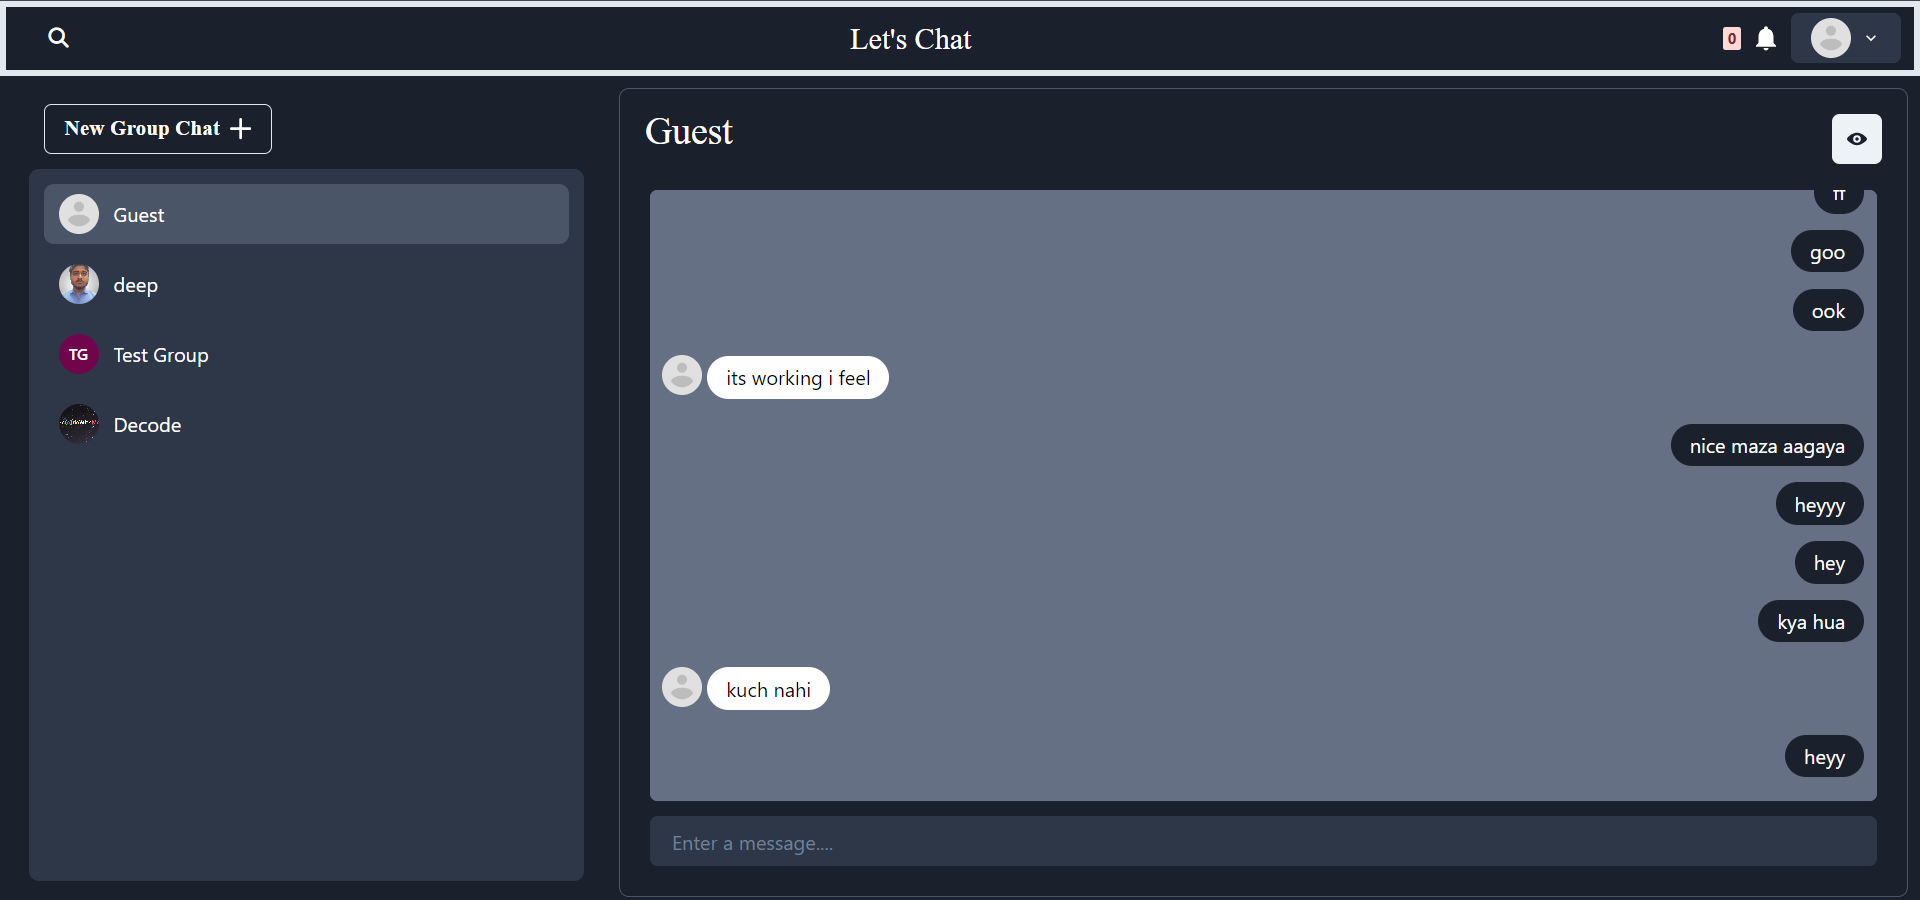 Let's Chat
0
New Group Chat
Guest
deep
TG
Test Group
Decode
Guest
goo
ook
its working i feel
nice maza aagaya
heyyy
hey
kya hua
kuch nahi
heyy
Enter a message....